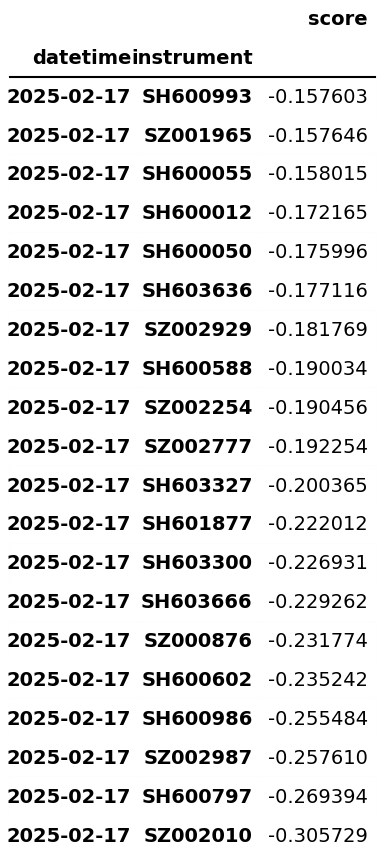 score
datetime instrument
2025-02-17 SH600993 -0.157603
2025-02-17 SZ001965 -0.157646
2025-02-17 SH600055 -0.158015
2025-02-17 SH600012 -0.172165
2025-02-17 SH600050 -0.175996
2025-02-17 SH603636 -0.177116
2025-02-17 SZ002929 -0.181769
2025-02-17 SH600588 -0.190034
2025-02-17 SZ002254 -0.190456
2025-02-17 SZ002777 -0.192254
2025-02-17 SH603327 -0.200365
2025-02-17 SH601877 -0.222012
2025-02-17 SH603300 -0.226931
2025-02-17 SH603666 -0.229262
2025-02-17 SZ000876 -0.231774
2025-02-17 SH600602 -0.235242
2025-02-17 SH600986 -0.255484
2025-02-17 SZ002987 -0.257610
2025-02-17 SH600797 -0.269394
2025-02-17 SZ002010 -0.305729